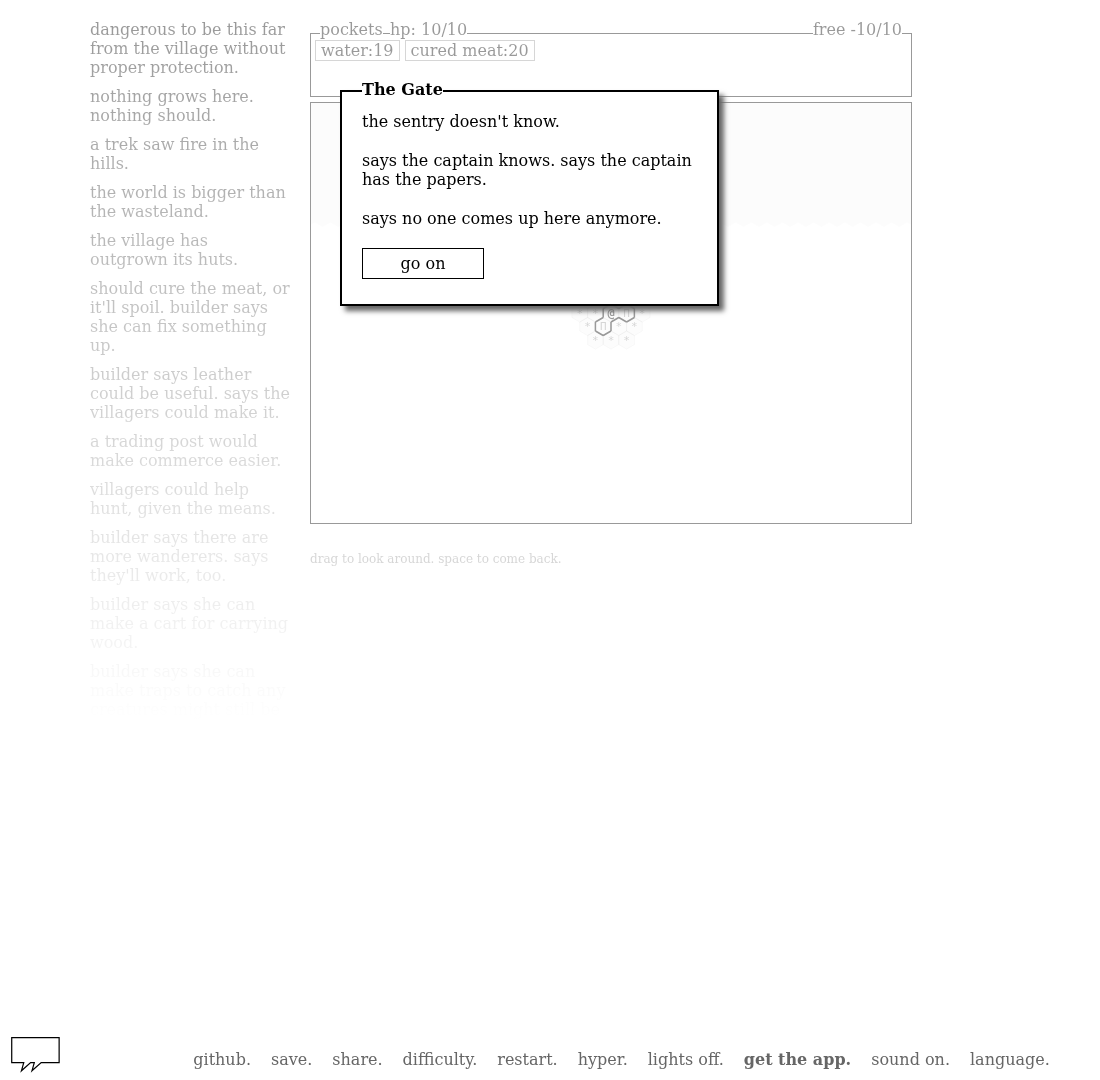 dangerous to be this far
from the village without
proper protection.
nothing grows here.
nothing should.
a trek saw fire in the
hills.
the world is bigger than
the wasteland.
the village has
outgrown its huts.
should cure the meat, or
it'll spoil. builder says
she can fix something
up.
builder says leather
could be useful. says the
villagers could make it.
a trading post would
make commerce easier.
villagers could help
hunt, given the means.
builder says there are
more wanderers. says
they'll work, too.
builder says she can
make a cart for carrying
wood.
builder says she can
make traps to catch any
pockets hp: 10/10 free -10/10
water:19 cured meat:20
The Gate
the sentry doesn't know.
says the captain knows. says the captain
has the papers.
says no one comes up here anymore.
go on
@
drag to look around. space to come back.
github. save. share. difficulty. restart. hyper. lights off. get the app. sound on. language.